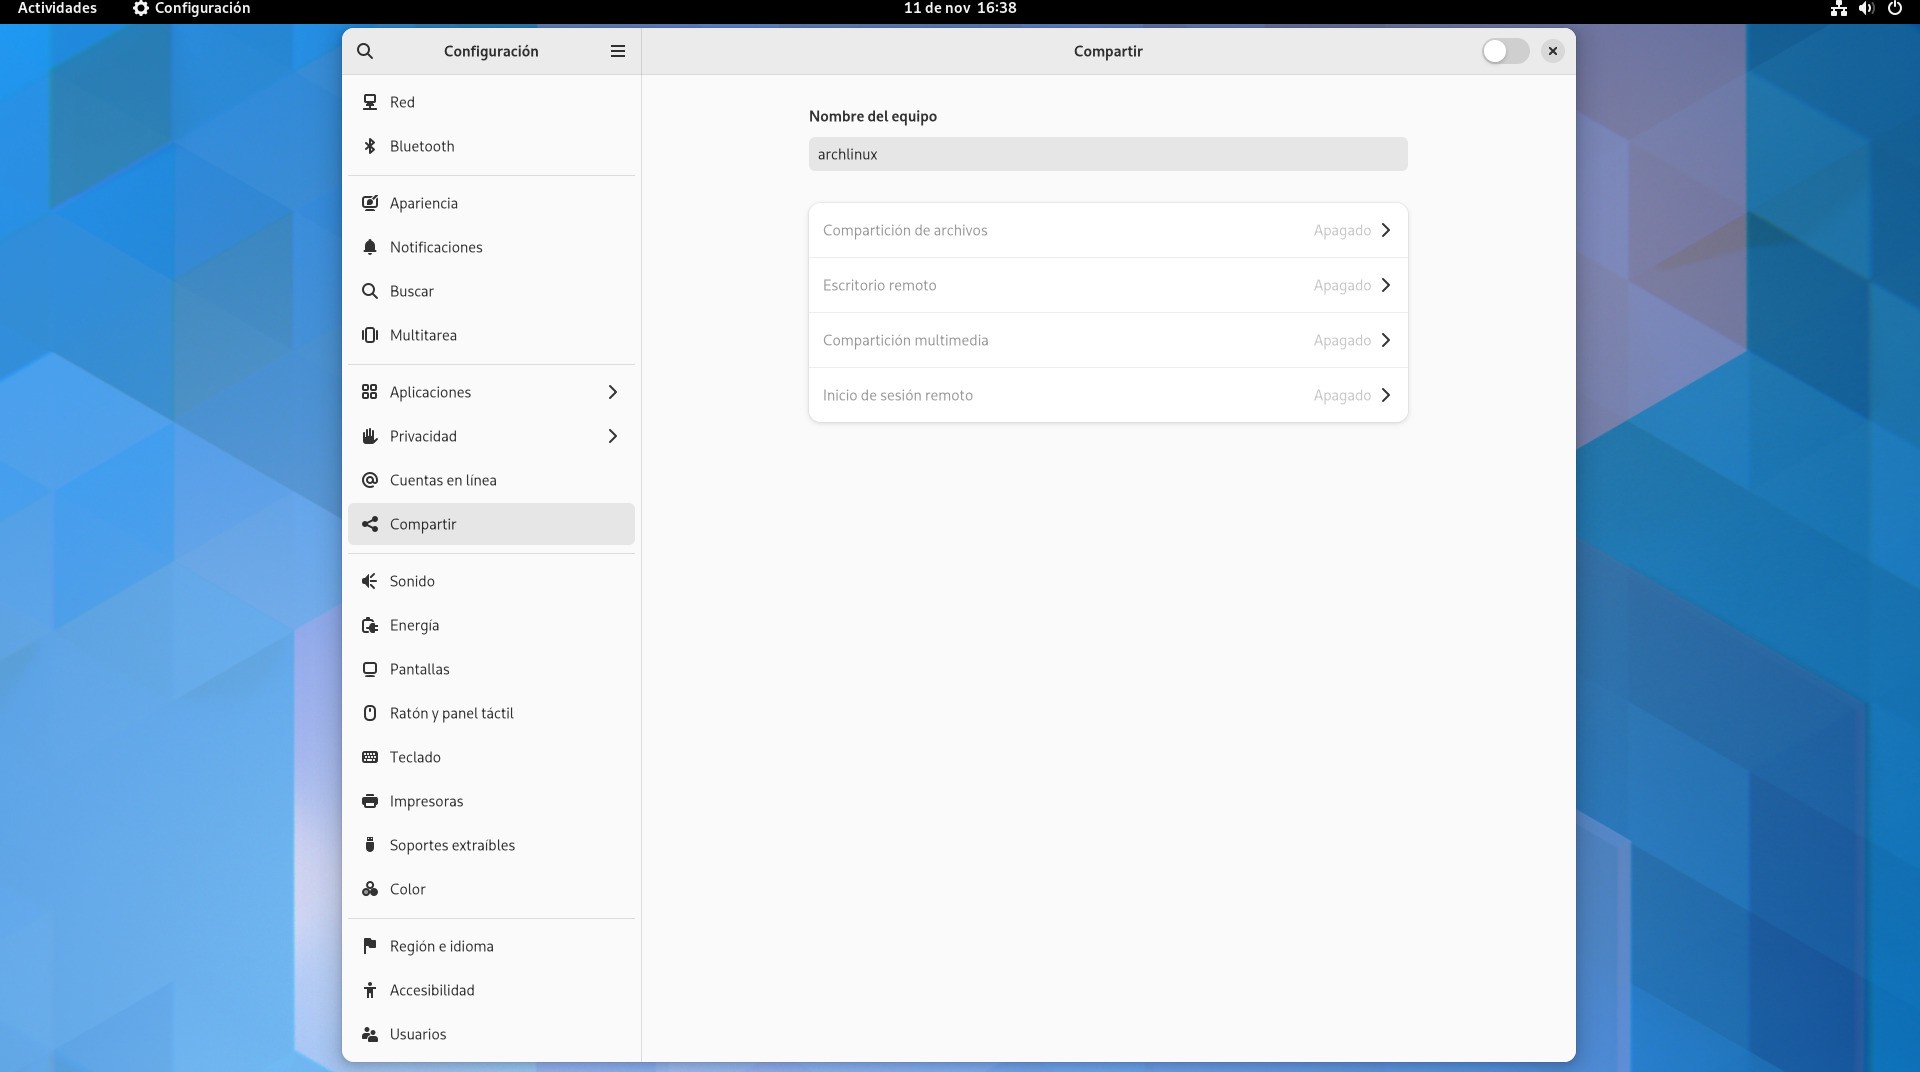 Actividades
Configuración
11 de nov 16:38
Configuración
Compartir
Red
Bluetooth
Apariencia
Notificaciones
Buscar
Multitarea
Aplicaciones
Privacidad
Cuentas en línea
Compartir
Sonido
Energía
Pantallas
Ratón y panel táctil
Teclado
Impresoras
Soportes extraíbles
Color
Región e idioma
Accesibilidad
Usuarios
Nombre del equipo
archlinux
Compartición de archivos Apagado
Escritorio remoto Apagado
Compartición multimedia Apagado
Inicio de sesión remoto Apagado